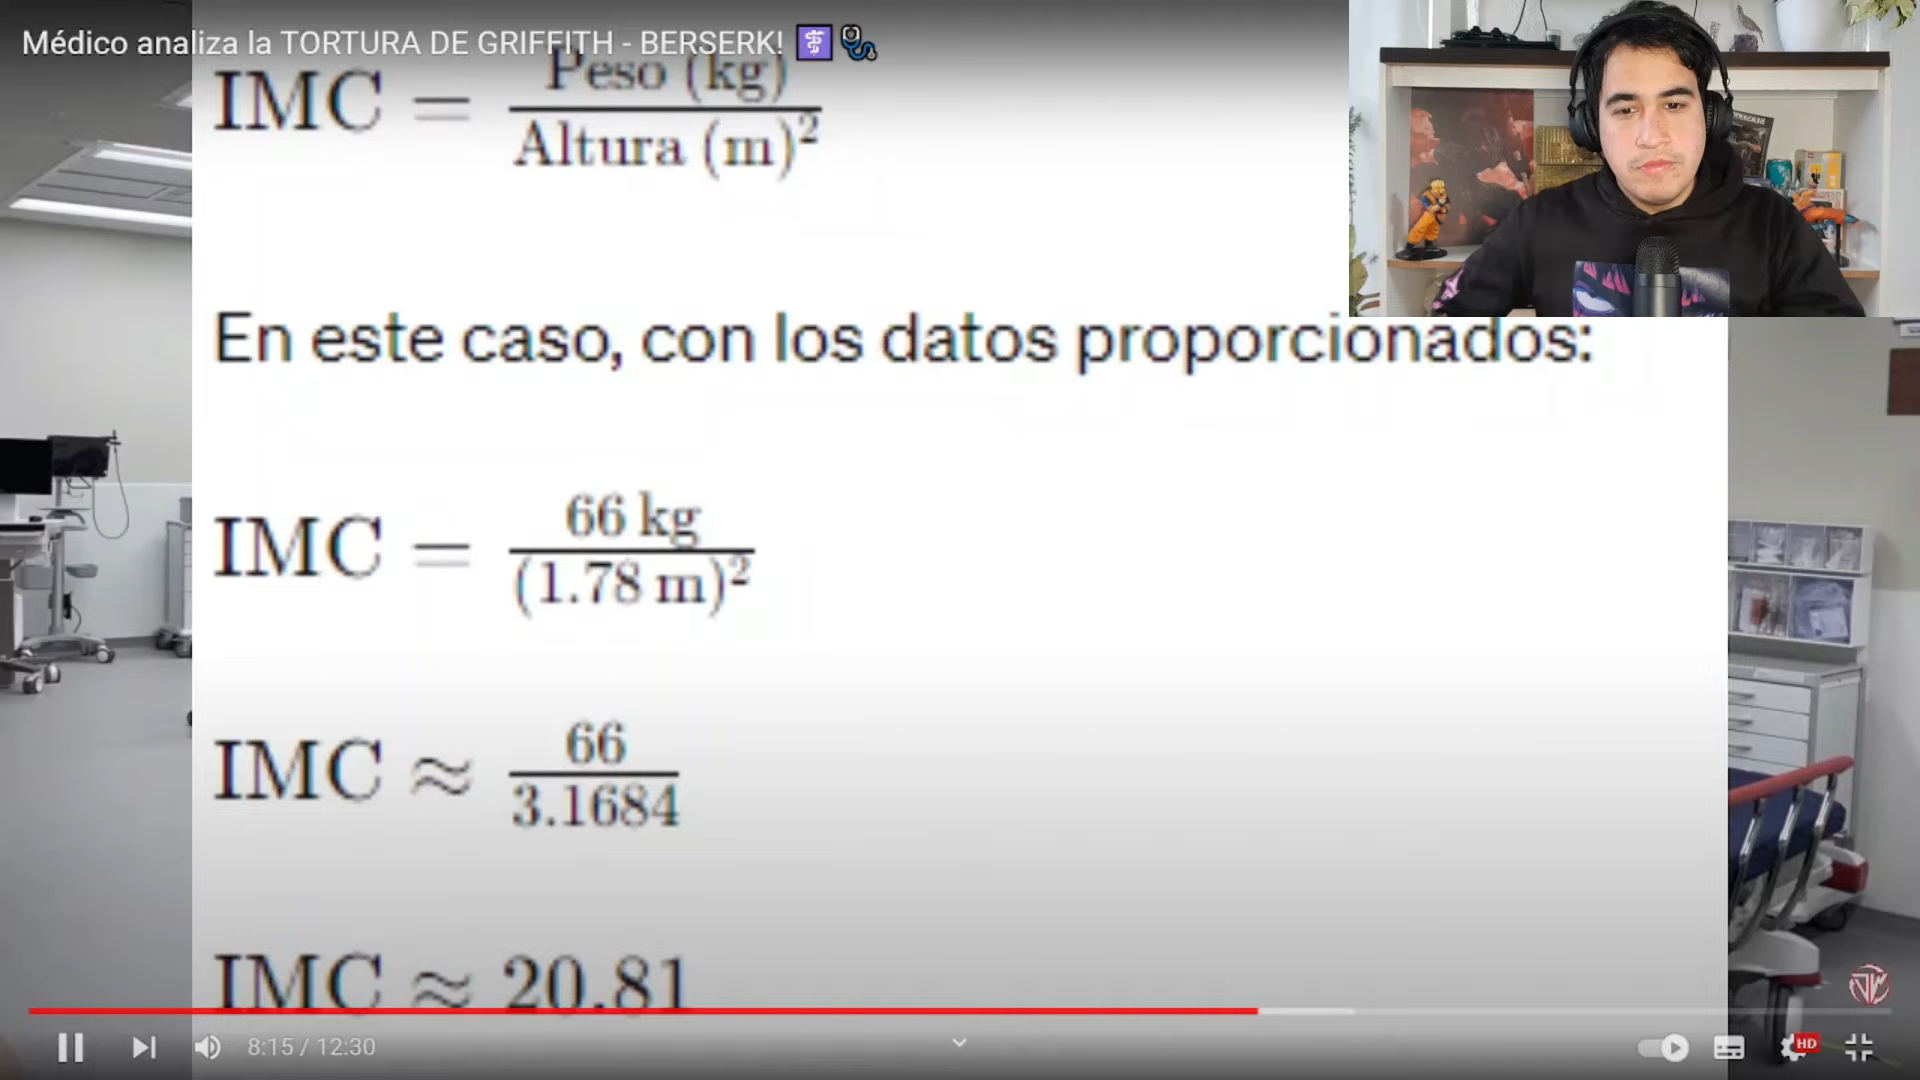 Médico analiza la TORTURA DE GRIFFITH - BERSERK!
IMC = Peso (kg) / Altura (m)²
En este caso, con los datos proporcionados:
IMC = 66 kg / (1.78 m)²
IMC ≈ 66 / 3.1684
IMC ≈ 20.81
8:15 / 12:30
HD